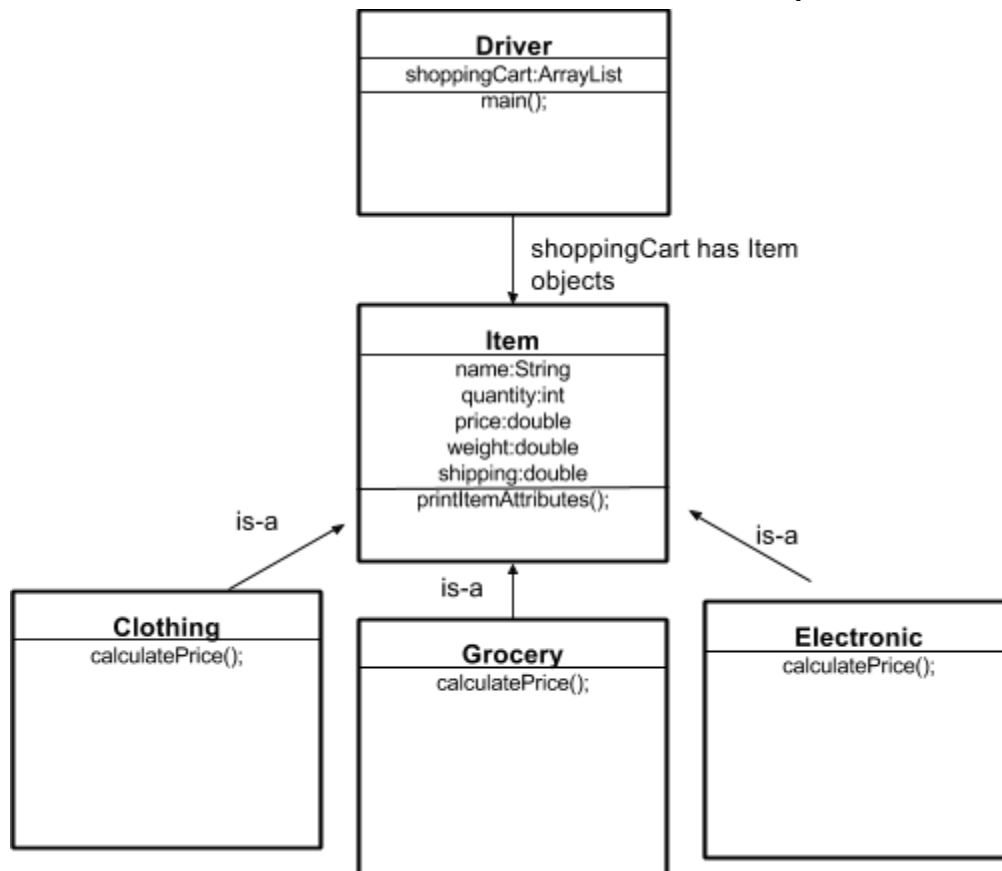 Driver
shoppingCart:ArrayList
main();
shoppingCart has Item
objects
Item
name:String
quantity:int
price:double
weight:double
shipping:double
printItemAttributes();
is-a
is-a
is-a
Clothing
calculatePrice();
Grocery
calculatePrice();
Electronic
calculatePrice();